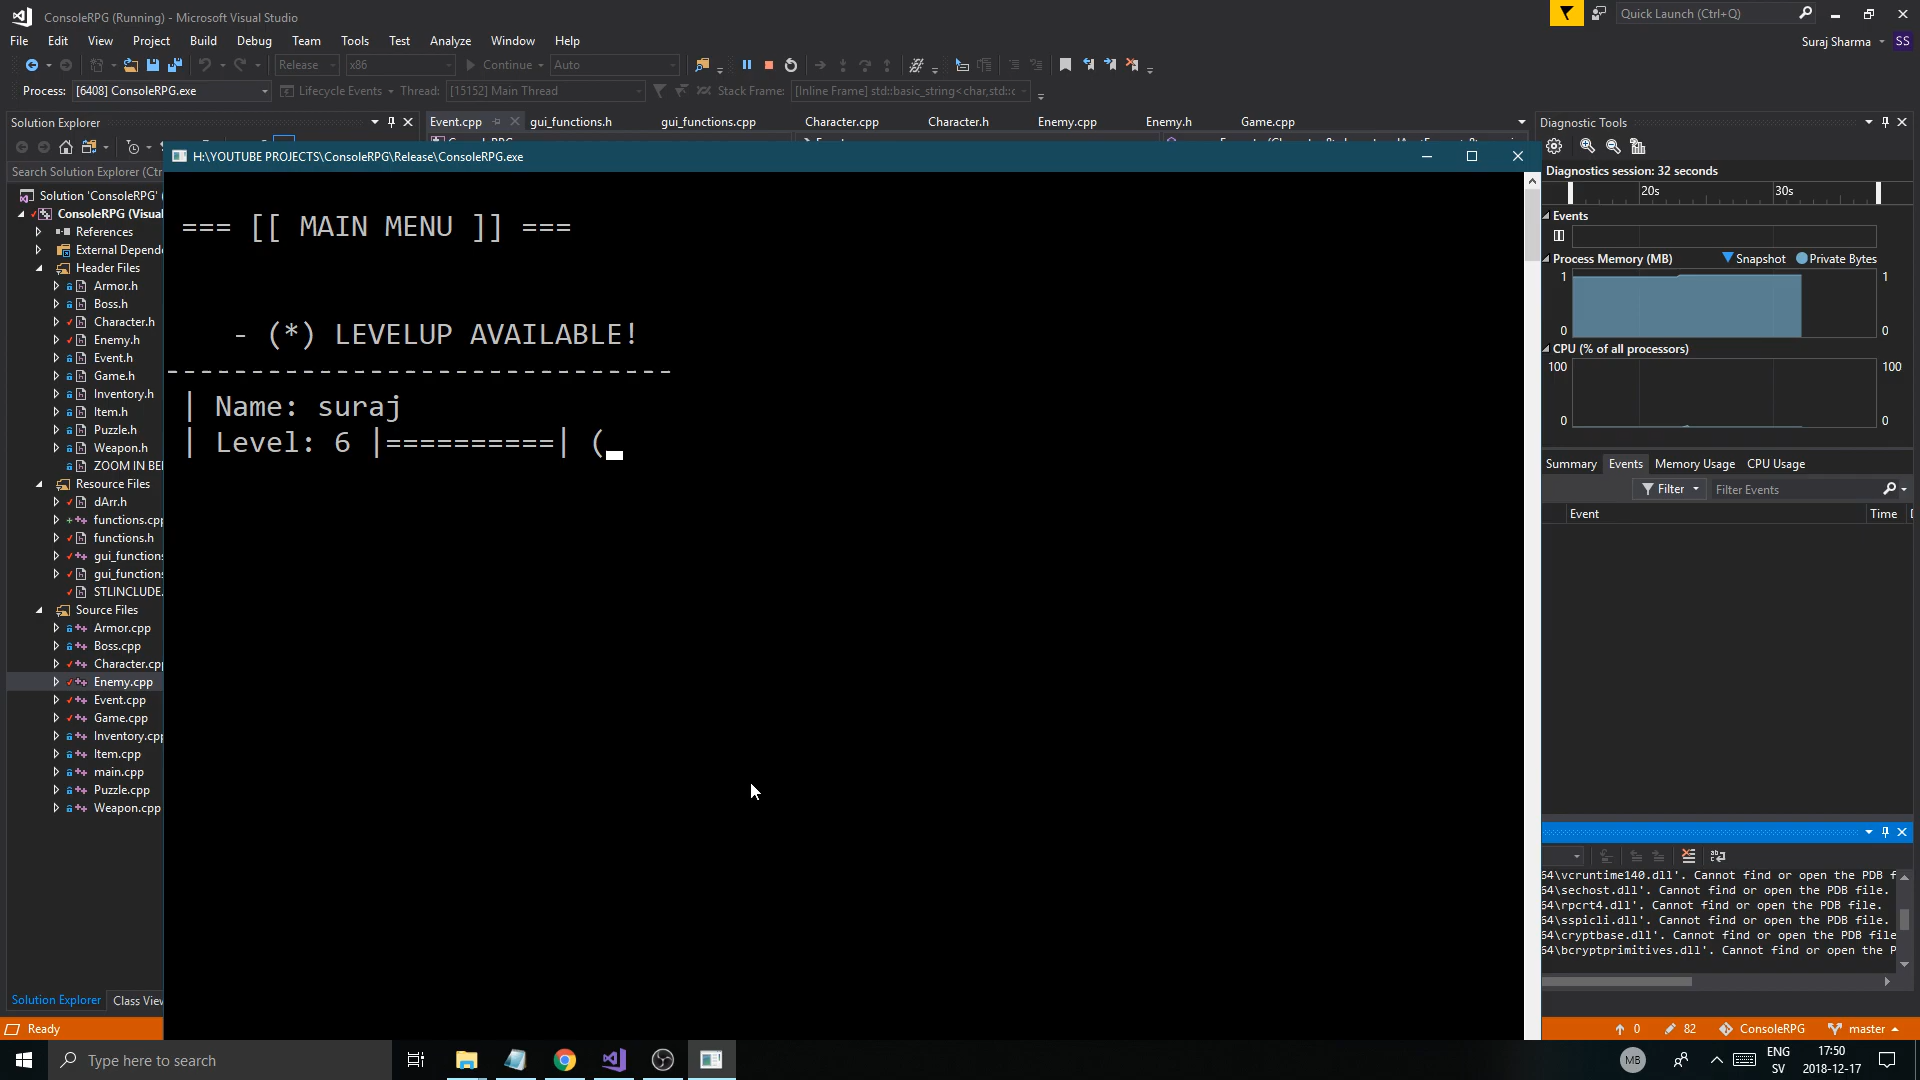 ConsoleRPG (Running) - Microsoft Visual Studio
Quick Launch (Ctrl+Q)
File Edit View Project Build Debug Team Tools Test Analyze Window Help
Suraj Sharma SS
Release x86 Continue Auto
Process: [6408] ConsoleRPG.exe Lifecycle Events Thread: [15152] Main Thread Stack Frame: [Inline Frame] std::basic_string<char,std::c
Solution Explorer
Event.cpp gui_functions.h gui_functions.cpp Character.cpp Character.h Enemy.cpp Enemy.h Game.cpp
Search Solution Explorer (Ctr
Solution 'ConsoleRPG'
ConsoleRPG (Visual
References
External Depend
Header Files
Armor.h
Boss.h
Character.h
Enemy.h
Event.h
Game.h
Inventory.h
Item.h
Puzzle.h
Weapon.h
ZOOM IN BE
Resource Files
dArr.h
functions.cpp
functions.h
gui_functions
gui_functions
STLINCLUDE.
Source Files
Armor.cpp
Boss.cpp
Character.cpp
Enemy.cpp
Event.cpp
Game.cpp
Inventory.cpp
Item.cpp
main.cpp
Puzzle.cpp
Weapon.cpp
Solution Explorer Class View
Ready
H:\YOUTUBE PROJECTS\ConsoleRPG\Release\ConsoleRPG.exe
=== [[ MAIN MENU ]] ===
- (*) LEVELUP AVAILABLE!
------------------------------
| Name: suraj
| Level: 6 |==========| (
Diagnostic Tools
Diagnostics session: 32 seconds
20s 30s
Events
Process Memory (MB) Snapshot Private Bytes
1 1
0 0
CPU (% of all processors)
100 100
0 0
Summary Events Memory Usage CPU Usage
Filter Filter Events
Event Time
64\vcruntime140.dll'. Cannot find or open the PDB f
64\sechost.dll'. Cannot find or open the PDB file.
64\rpcrt4.dll'. Cannot find or open the PDB file.
64\sspicli.dll'. Cannot find or open the PDB file.
64\cryptbase.dll'. Cannot find or open the PDB file
64\bcryptprimitives.dll'. Cannot find or open the P
0 82 ConsoleRPG master
Type here to search
MB
ENG
SV
17:50
2018-12-17